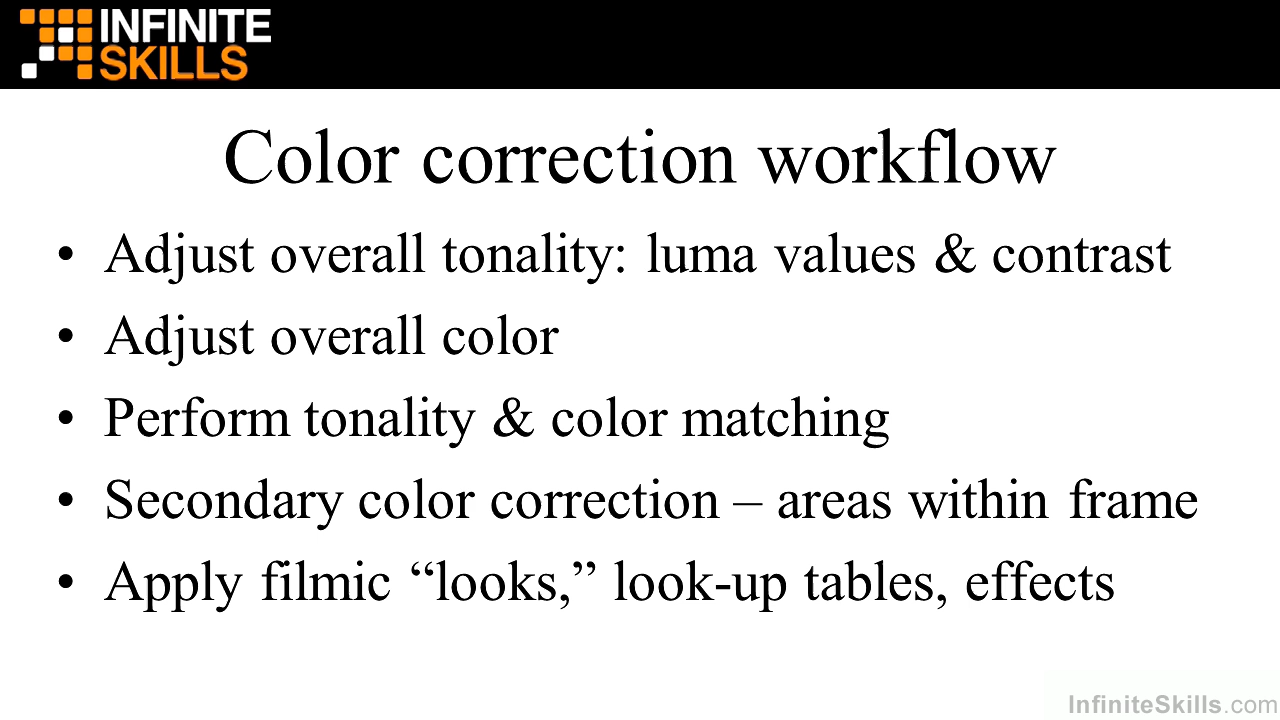 INFINITE
SKILLS
Color correction workflow
• Adjust overall tonality: luma values & contrast
• Adjust overall color
• Perform tonality & color matching
• Secondary color correction – areas within frame
• Apply filmic “looks,” look-up tables, effects
InfiniteSkills.com